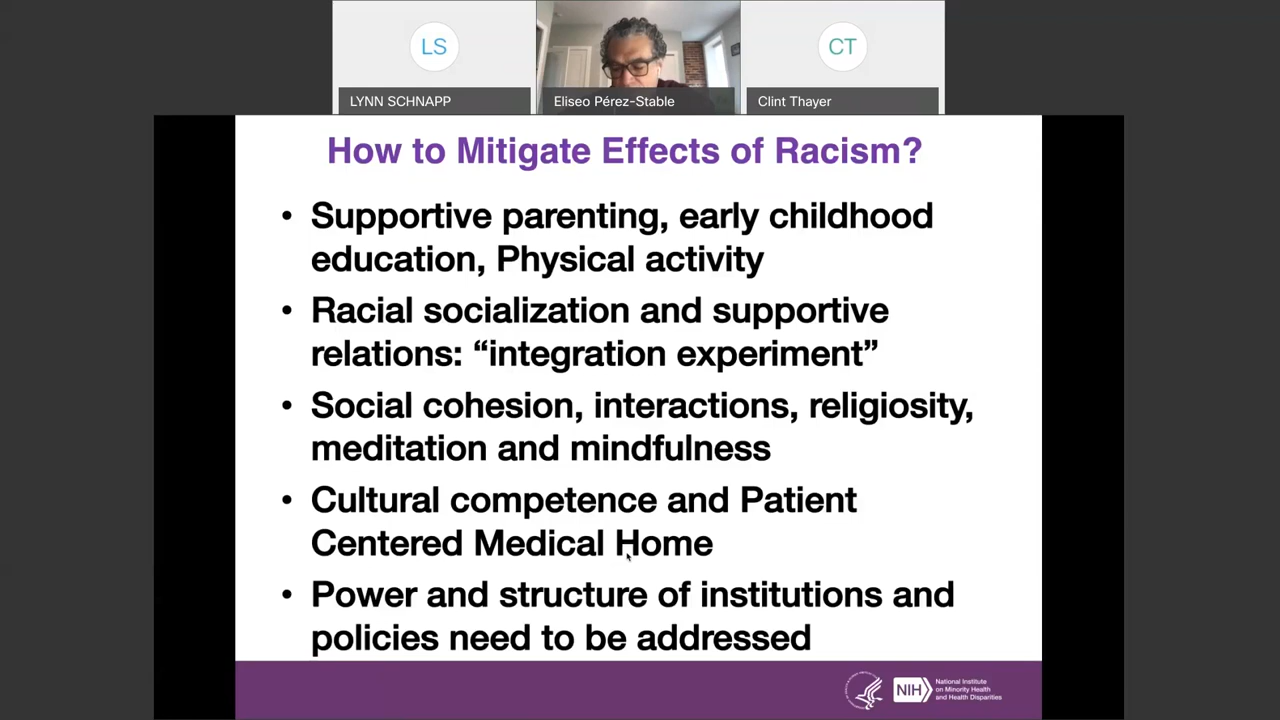 LS
CT
LYNN SCHNAPP
Eliseo Pérez-Stable
Clint Thayer
How to Mitigate Effects of Racism?
• Supportive parenting, early childhood
education, Physical activity
• Racial socialization and supportive
relations: “integration experiment”
• Social cohesion, interactions, religiosity,
meditation and mindfulness
• Cultural competence and Patient
Centered Medical Home
• Power and structure of institutions and
policies need to be addressed
NIH
National Institute
on Minority Health
and Health Disparities